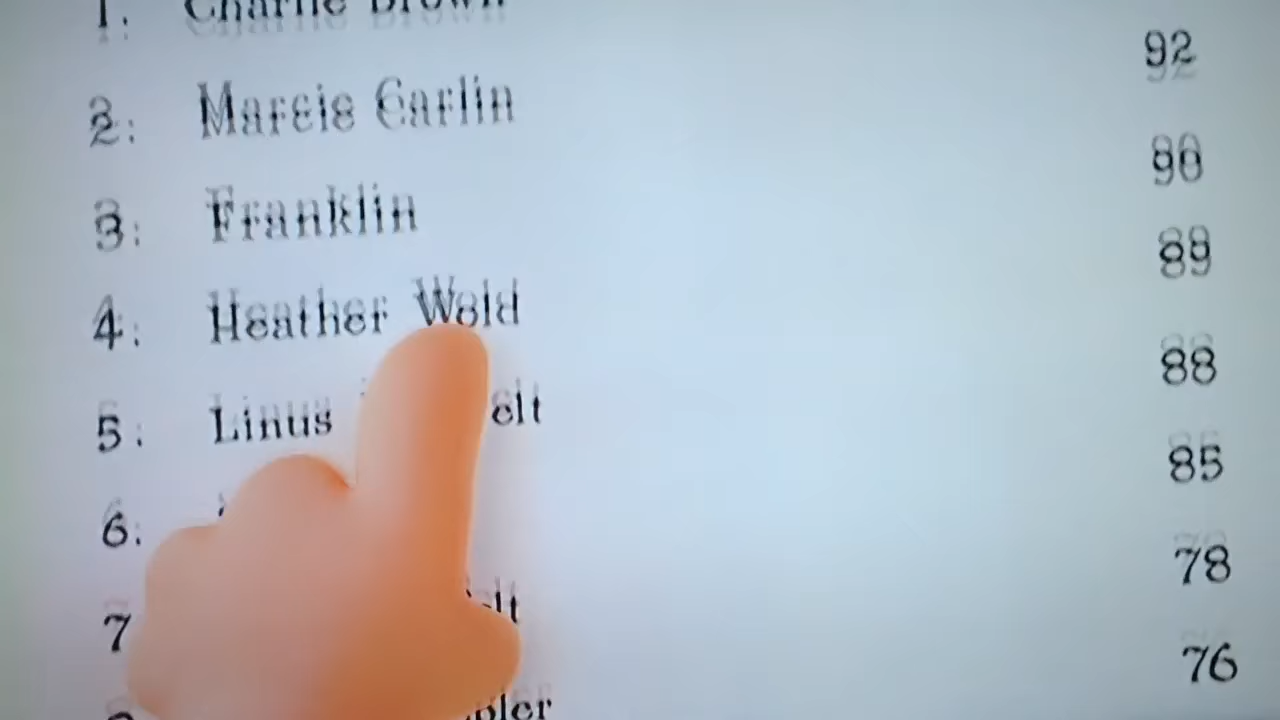 1. Charlie Brown
2. Marcie Carlin 92
3. Franklin 90
4. Heather Wold 89
5. Linus 88
6. 85
7 78
76